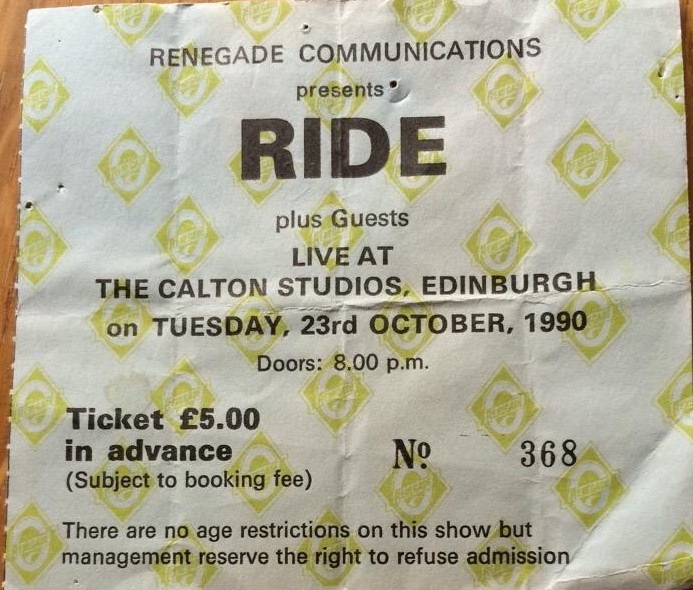 RENEGADE COMMUNICATIONS
presents
RIDE
plus Guests
LIVE AT
THE CALTON STUDIOS, EDINBURGH
on TUESDAY, 23rd OCTOBER, 1990
Doors: 8.00 p.m.
Ticket £5.00
in advance
(Subject to booking fee)
Nº 368
There are no age restrictions on this show but
management reserve the right to refuse admission